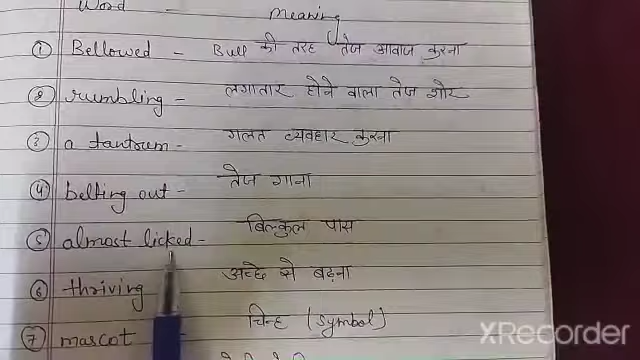 Word Meaning
① Bellowed - Bull की तरह तेज आवाज करना
② rumbling - लगातार होने वाला तेज शोर
③ a tantrum - गलत व्यवहार करना
④ belting out - तेज गाना
⑤ almost licked - बिल्कुल पास
⑥ thriving अच्छे से बढ़ना
⑦ mascot चिन्ह (symbol)
XRecorder